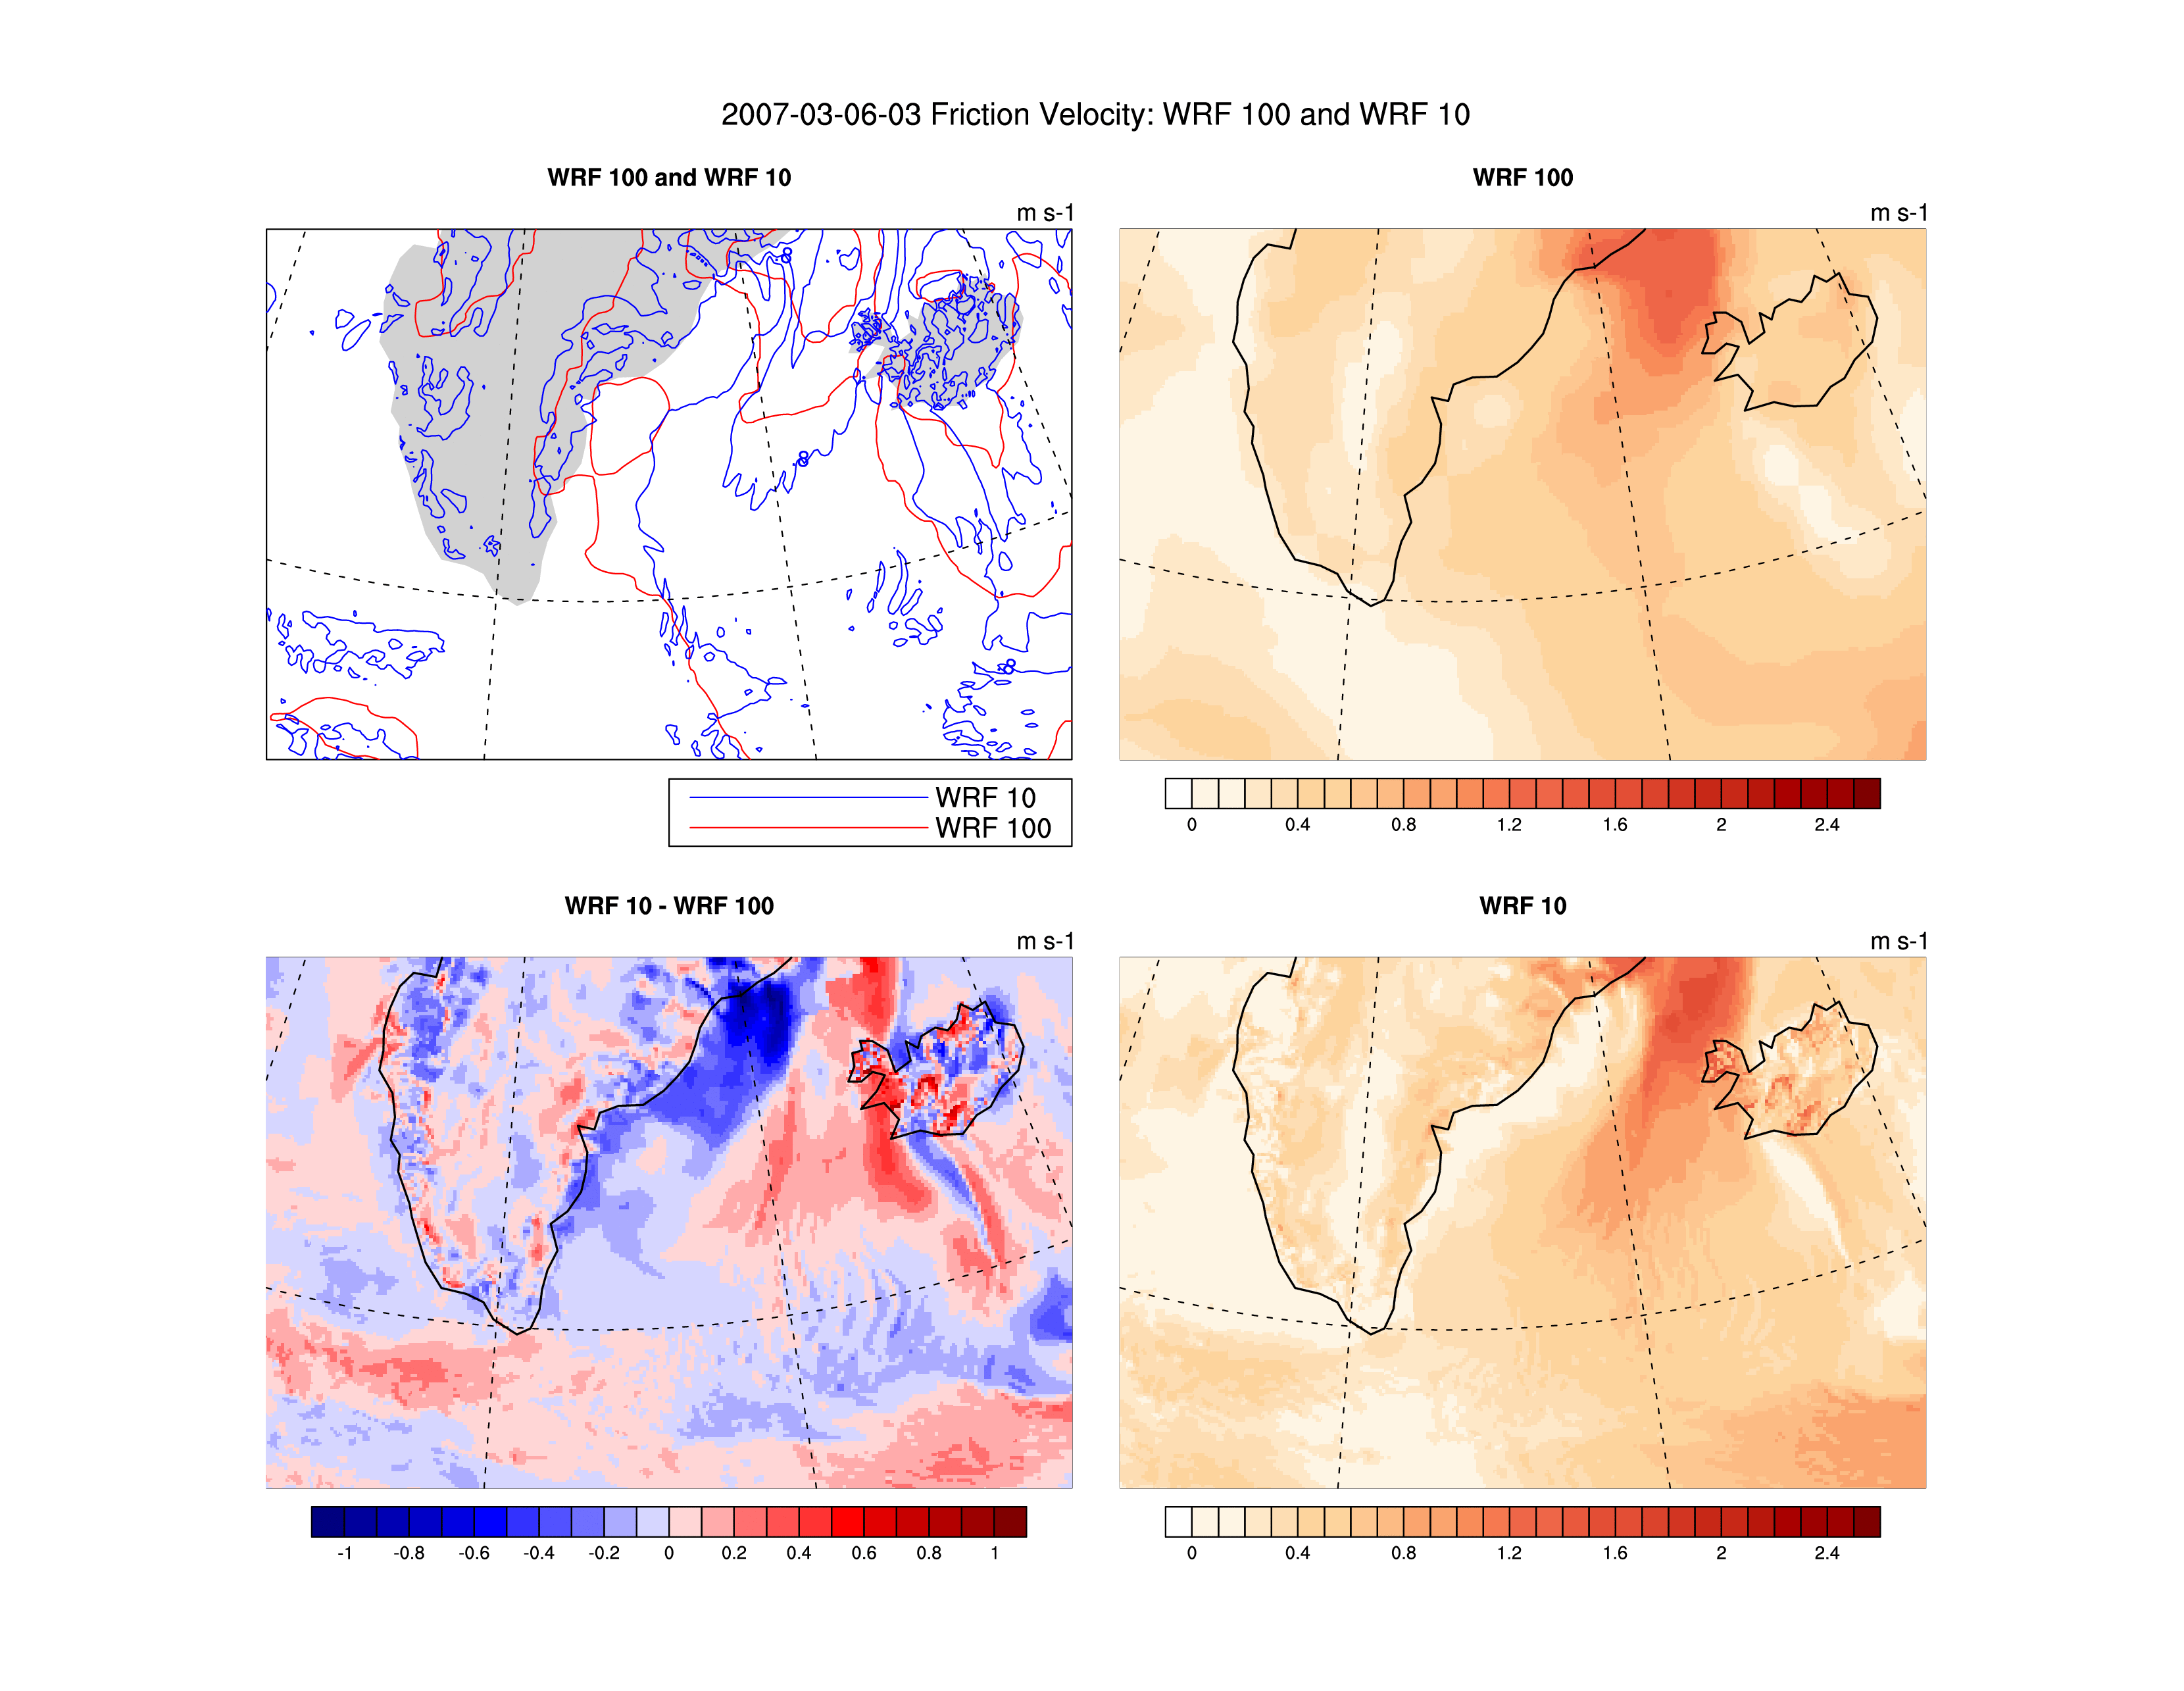 2007-03-06-03 Friction Velocity: WRF 100 and WRF 10
WRF 100 and WRF 10
m s-1
8
8
8
WRF 10
WRF 100
WRF 100
m s-1
0 0.4 0.8 1.2 1.6 2 2.4
WRF 10 - WRF 100
m s-1
-1 -0.8 -0.6 -0.4 -0.2 0 0.2 0.4 0.6 0.8 1
WRF 10
m s-1
0 0.4 0.8 1.2 1.6 2 2.4